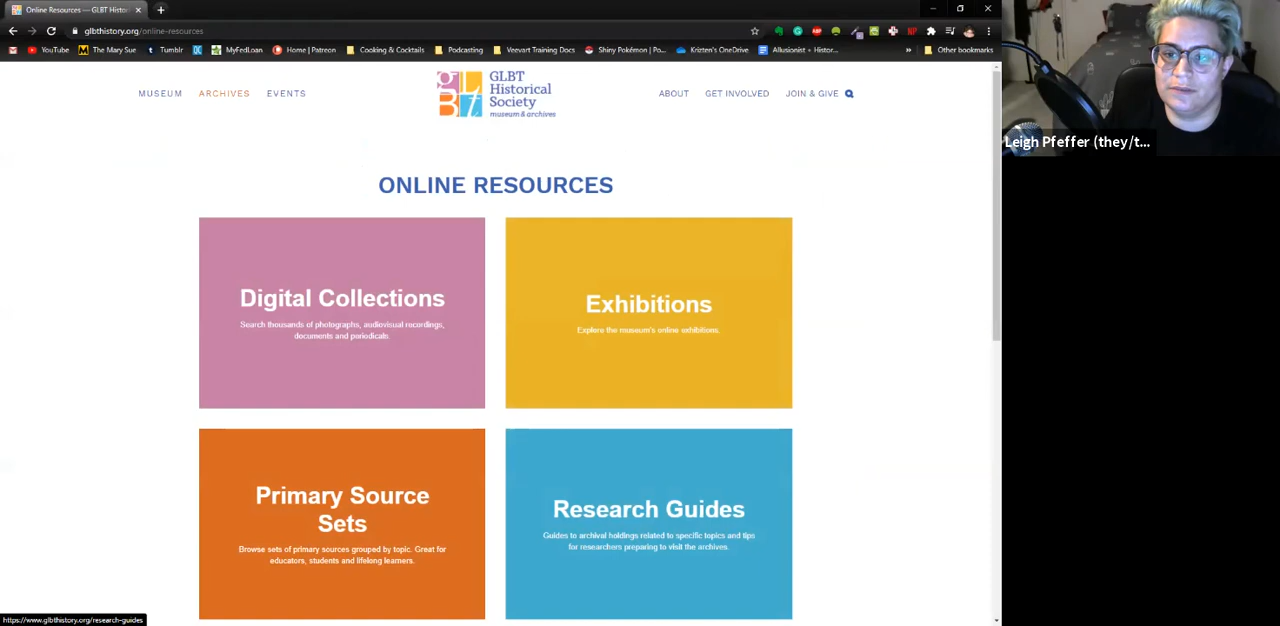 Online Resources — GLBT Histor
glbthistory.org/online-resources
YouTube
The Mary Sue
Tumblr
MyFedLoan
Home | Patreon
Cooking & Cocktails
Podcasting
Veevart Training Docs
Shiny Pokémon | Po...
Kristen's OneDrive
Allusionist • Histor...
Other bookmarks
MUSEUM
ARCHIVES
EVENTS
gLBt
GLBT
Historical
Society
museum & archives
ABOUT
GET INVOLVED
JOIN & GIVE
ONLINE RESOURCES
Digital Collections
Search thousands of photographs, audiovisual recordings,
documents and periodicals.
Exhibitions
Explore the museum's online exhibitions.
Primary Source
Sets
Browse sets of primary sources grouped by topic. Great for
educators, students and lifelong learners.
Research Guides
Guides to archival holdings related to specific topics and tips
for researchers preparing to visit the archives.
https://www.glbthistory.org/research-guides
Leigh Pfeffer (they/t...